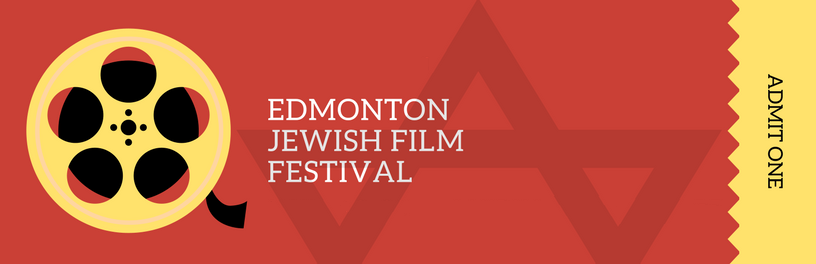 EDMONTON
JEWISH FILM
FESTIVAL
ADMIT ONE